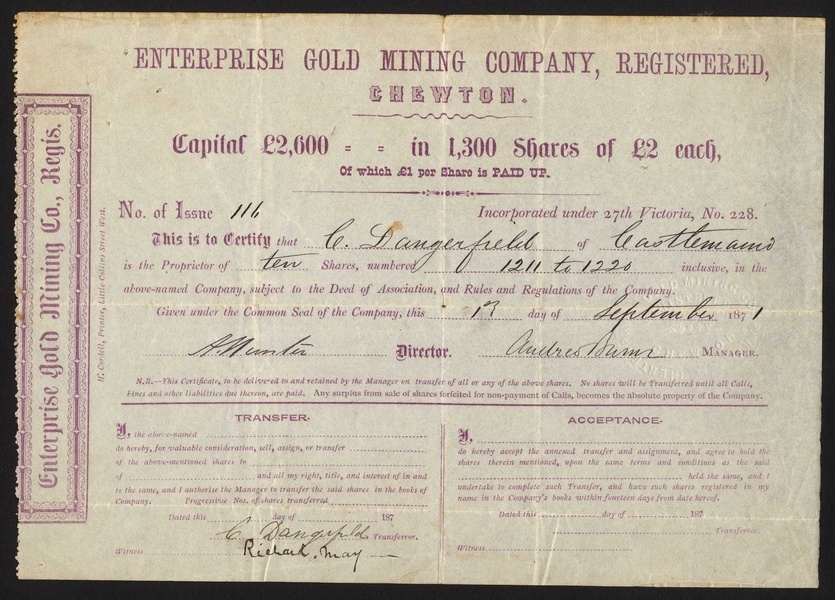 ENTERPRISE GOLD MINING COMPANY, REGISTERED,
CHEWTON.
Capital £2,600 = = in 1,300 Shares of £2 each,
Of which £1 per Share is PAID UP.
No. of Issue 116 Incorporated under 27th Victoria, No. 228.
This is to Certify that C. Dangerfield of Castlemaine
is the Proprietor of ten Shares, numbered 1211 to 1220 inclusive, in the
above-named Company, subject to the Deed of Association, and Rules and Regulations of the Company.
Given under the Common Seal of the Company, this 1st day of September 1871
Director. Andrew Burns MANAGER.
N.B.—This Certificate, to be delivered to and retained by the Manager on transfer of all or any of the above shares. No shares will be Transferred until all Calls,
Fines and other liabilities due thereon, are paid. Any surplus from sale of shares forfeited for non-payment of Calls, becomes the absolute property of the Company.
TRANSFER.
I, the above-named
do hereby, for valuable consideration, sell, assign, or transfer
of the above-mentioned shares to
of and all my right, title, and interest of in and
to the same, and I authorise the Manager to transfer the said shares in the books of
Company. Progressive Nos. of shares transferred
Dated this day of 187
C. Dangerfield Transferror.
Witness Richard. May
ACCEPTANCE.
I,
do hereby accept the annexed transfer and assignment, and agree to hold the
shares therein mentioned, upon the same terms and conditions as the said
held the same, and I
undertake to complete such Transfer, and have such shares registered in my
name in the Company's books within fourteen days from date hereof.
Dated this day of 187
Transferree.
Witness
Enterprise Gold Mining Co., Regis.
W. Cordell, Printer, Little Collins Street West.